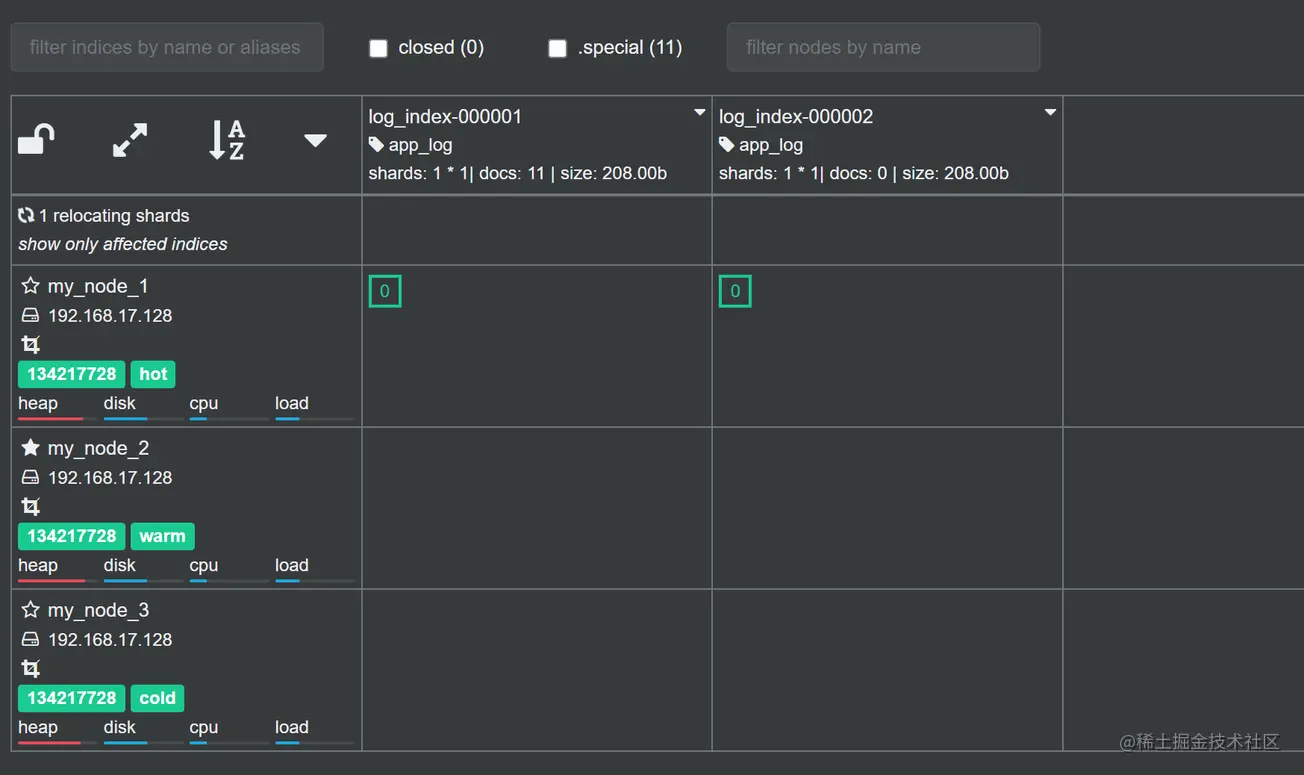 filter indices by name or aliases closed (0) .special (11) filter nodes by name
log_index-000001
app_log
shards: 1 * 1| docs: 11 | size: 208.00b
log_index-000002
app_log
shards: 1 * 1| docs: 0 | size: 208.00b
1 relocating shards
show only affected indices
my_node_1
192.168.17.128
134217728 hot
heap disk cpu load
0
0
my_node_2
192.168.17.128
134217728 warm
heap disk cpu load
my_node_3
192.168.17.128
134217728 cold
heap disk cpu load
@稀土掘金技术社区